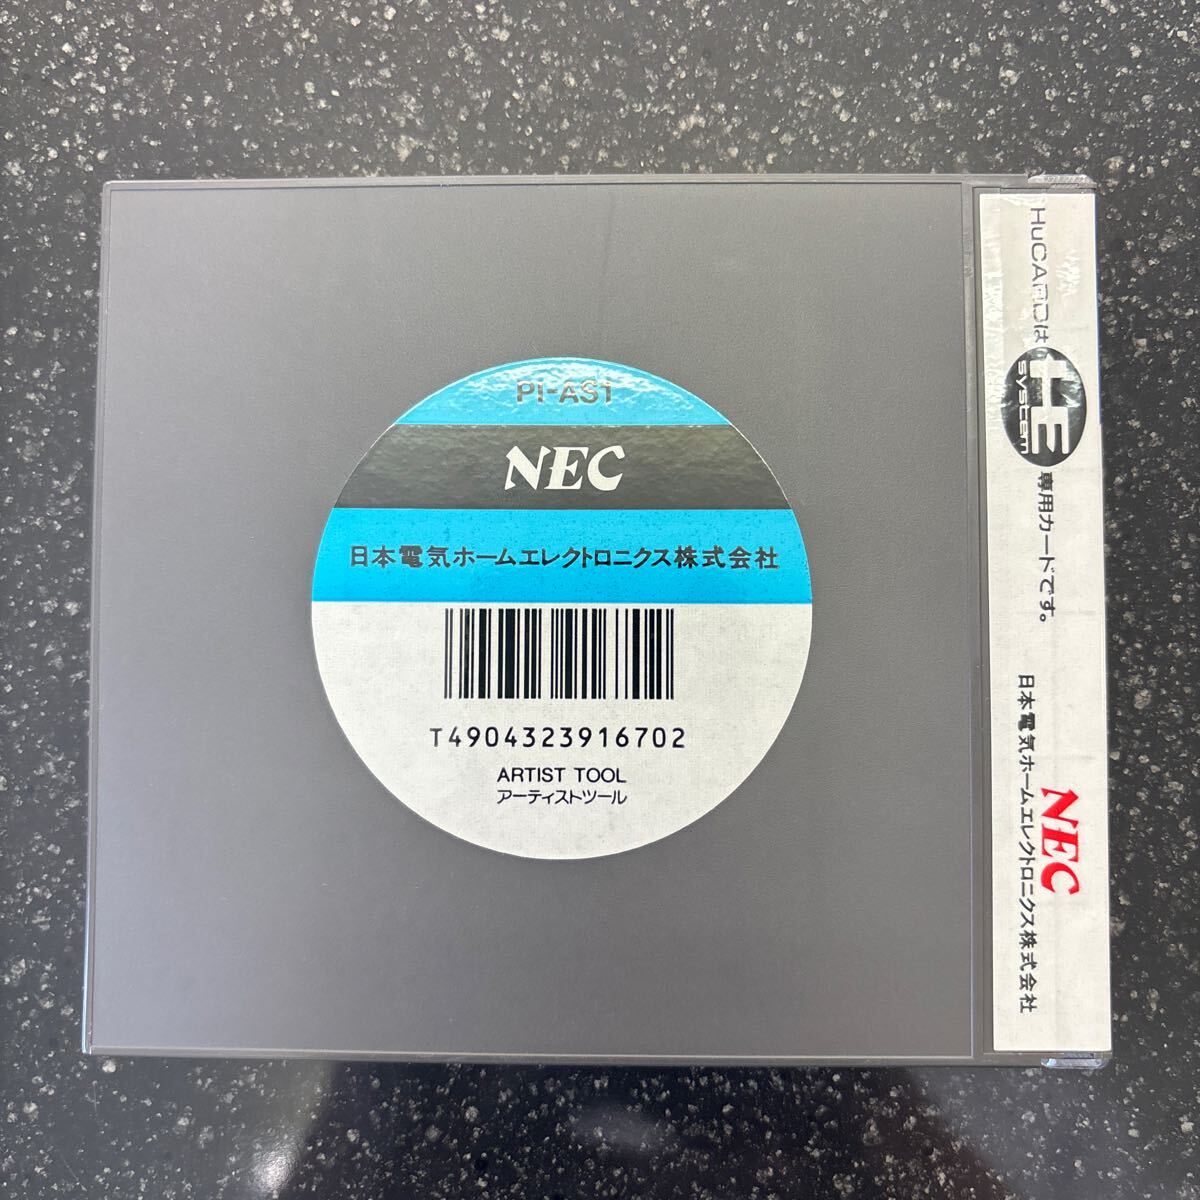 PI-AS1
NEC
日本電気ホームエレクトロニクス株式会社
T4904323916702
ARTIST TOOL
アーティストツール
HuCARDは HE system 専用カードです。
NEC
日本電気ホームエレクトロニクス株式会社